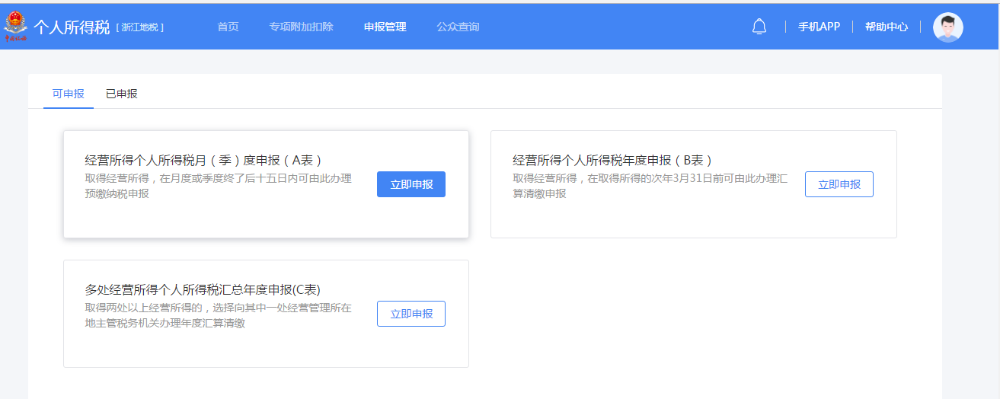 个人所得税 [ 浙江地税 ] 首页 专项附加扣除 申报管理 公众查询 手机APP 帮助中心
可申报 已申报
经营所得个人所得税月（季）度申报（A表）
取得经营所得，在月度或季度终了后十五日内可由此办理
预缴纳税申报
立即申报
经营所得个人所得税年度申报（B表）
取得经营所得，在取得所得的次年3月31日前可由此办理汇
算清缴申报
立即申报
多处经营所得个人所得税汇总年度申报(C表)
取得两处以上经营所得的，选择向其中一处经营管理所在
地主管税务机关办理年度汇算清缴
立即申报